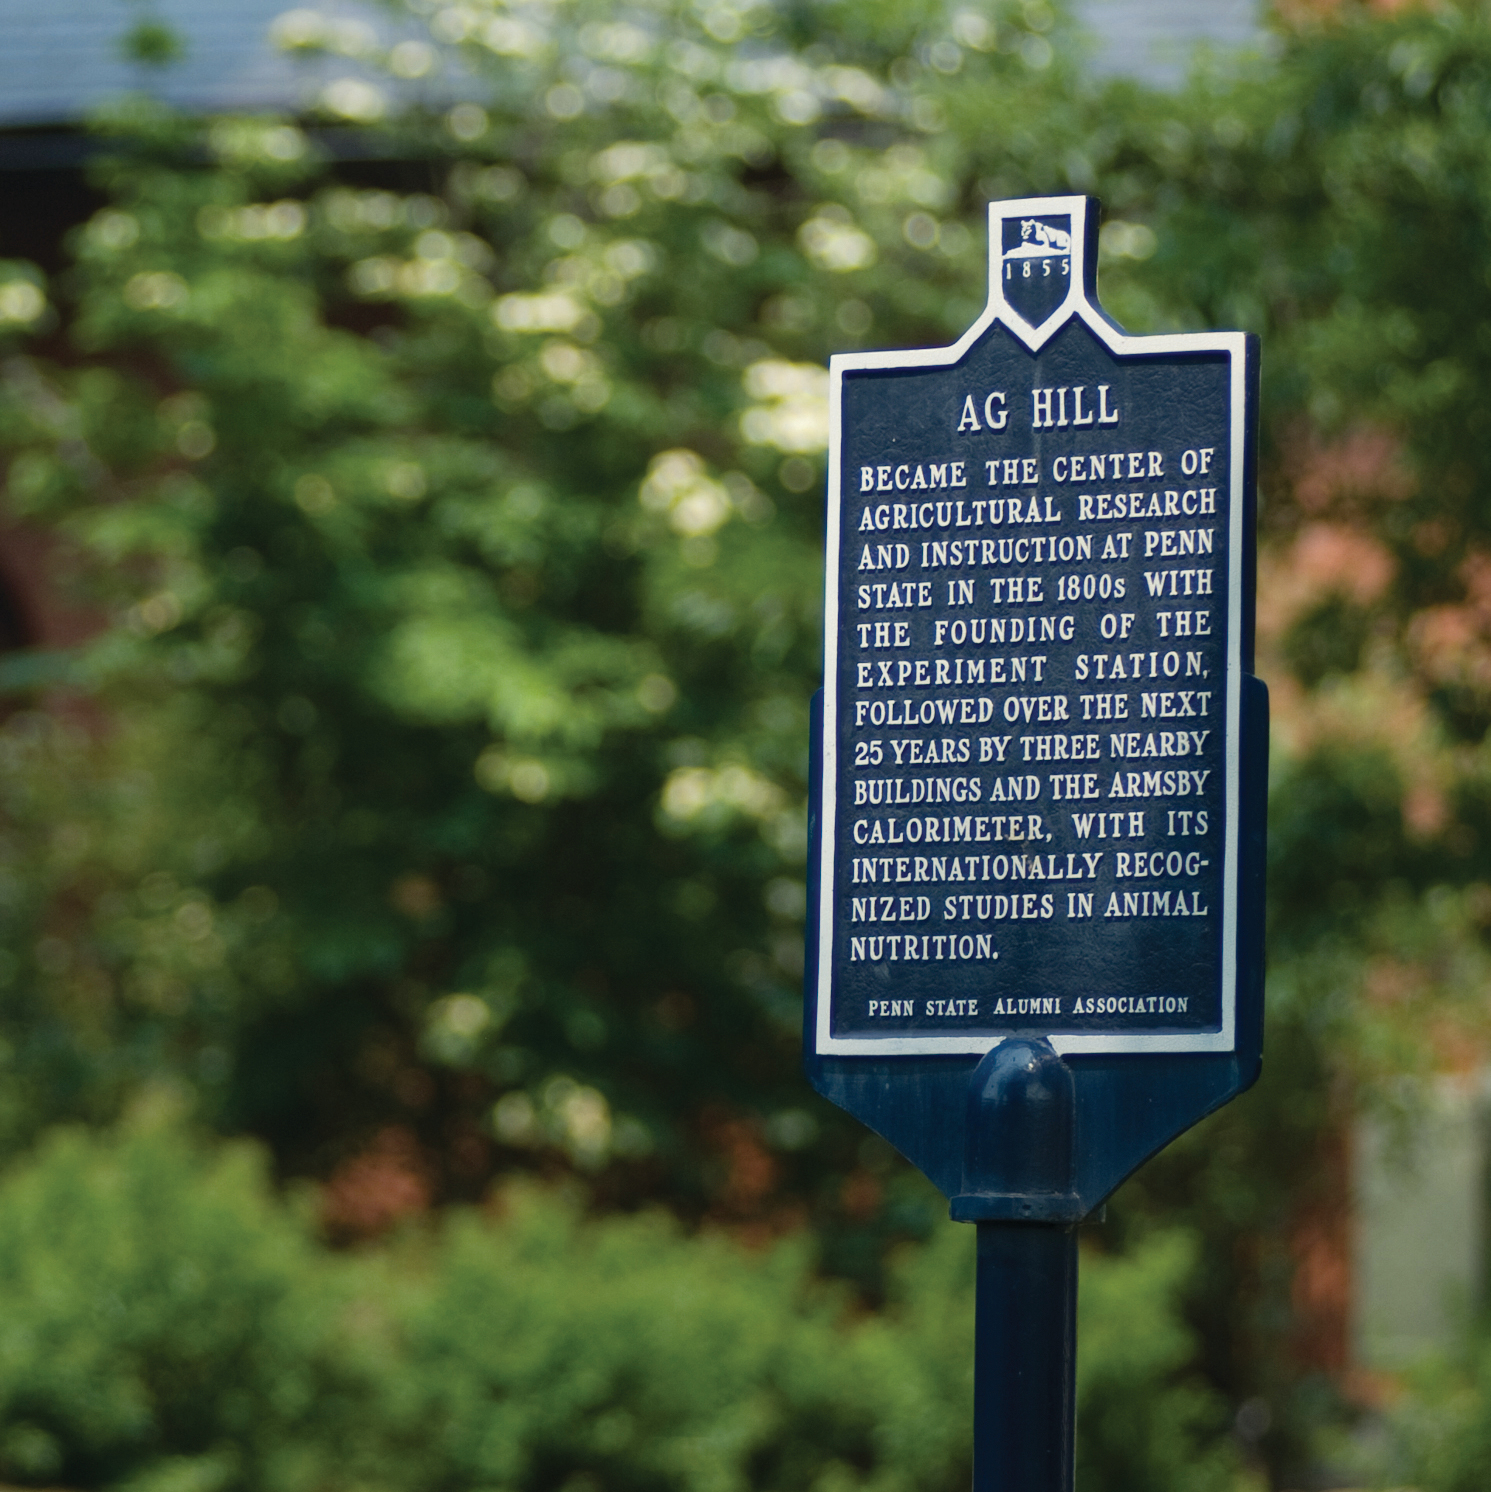 1855
AG HILL
BECAME THE CENTER OF
AGRICULTURAL RESEARCH
AND INSTRUCTION AT PENN
STATE IN THE 1800s WITH
THE FOUNDING OF THE
EXPERIMENT STATION,
FOLLOWED OVER THE NEXT
25 YEARS BY THREE NEARBY
BUILDINGS AND THE ARMSBY
CALORIMETER, WITH ITS
INTERNATIONALLY RECOG-
NIZED STUDIES IN ANIMAL
NUTRITION.
PENN STATE ALUMNI ASSOCIATION